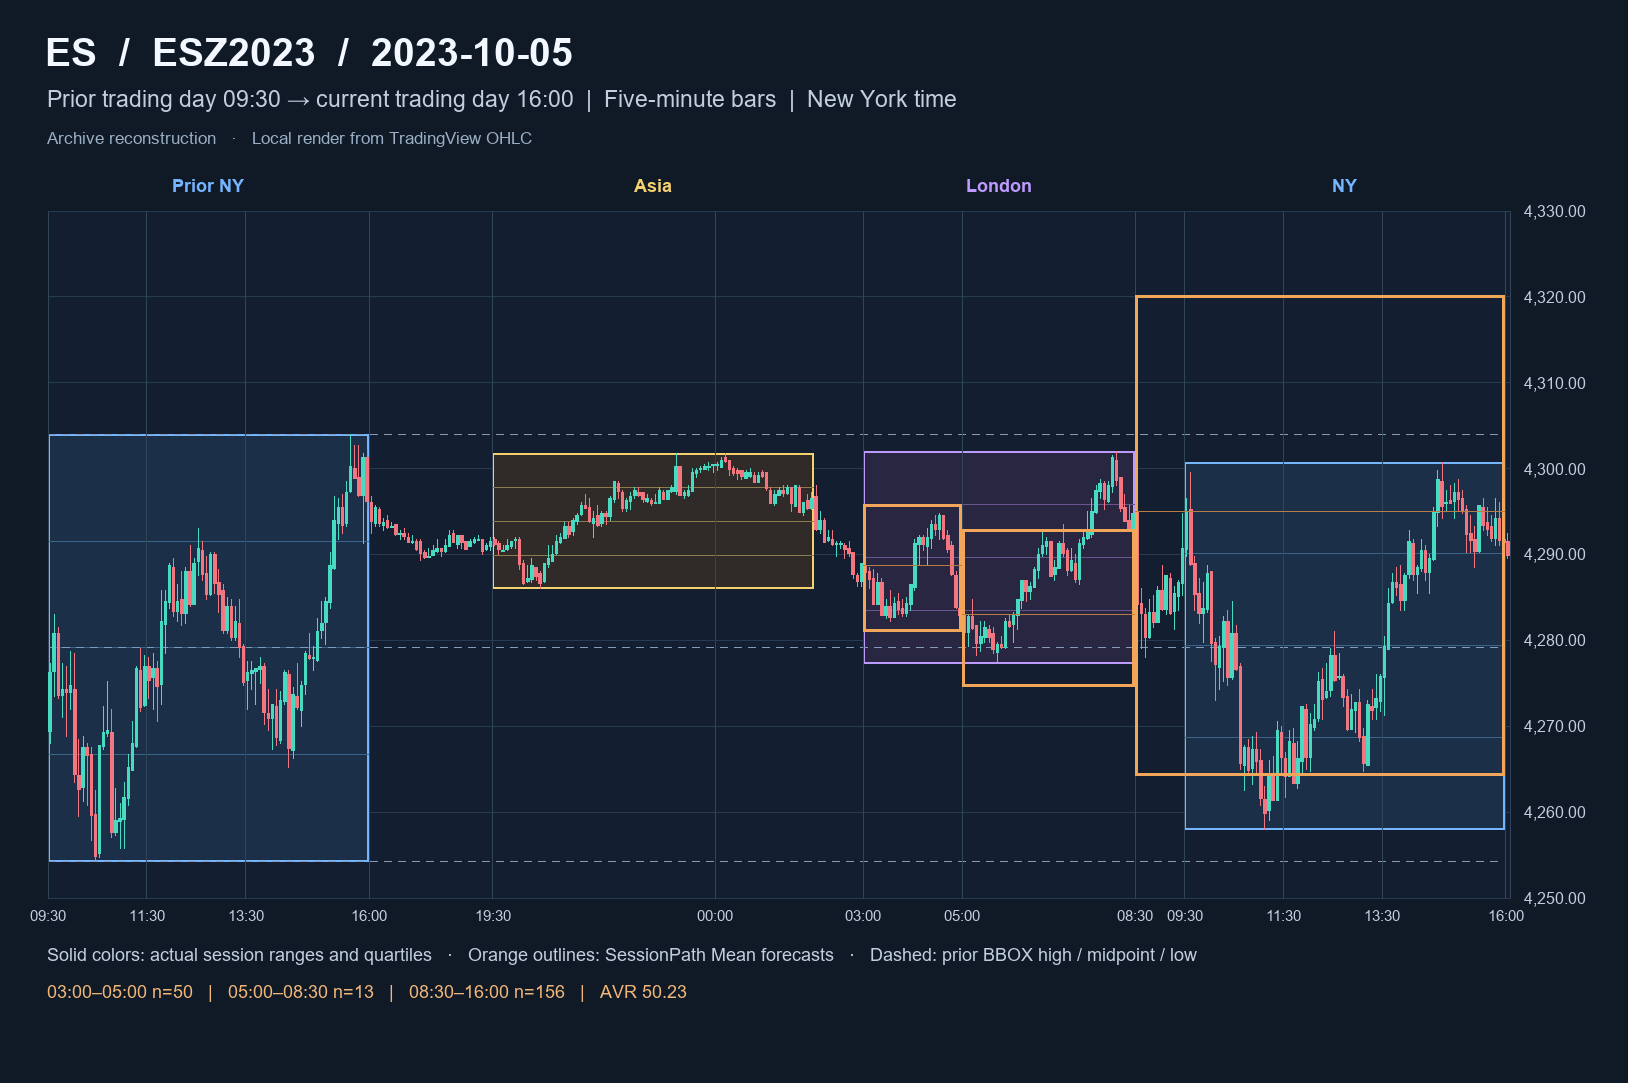 ES / ESZ2023 / 2023-10-05
Prior trading day 09:30 → current trading day 16:00 | Five-minute bars | New York time
Archive reconstruction · Local render from TradingView OHLC
Prior NY Asia London NY
4,330.00
4,320.00
4,310.00
4,300.00
4,290.00
4,280.00
4,270.00
4,260.00
4,250.00
09:30 11:30 13:30 16:00 19:30 00:00 03:00 05:00 08:30 09:30 11:30 13:30 16:00
Solid colors: actual session ranges and quartiles · Orange outlines: SessionPath Mean forecasts · Dashed: prior BBOX high / midpoint / low
03:00–05:00 n=50 | 05:00–08:30 n=13 | 08:30–16:00 n=156 | AVR 50.23